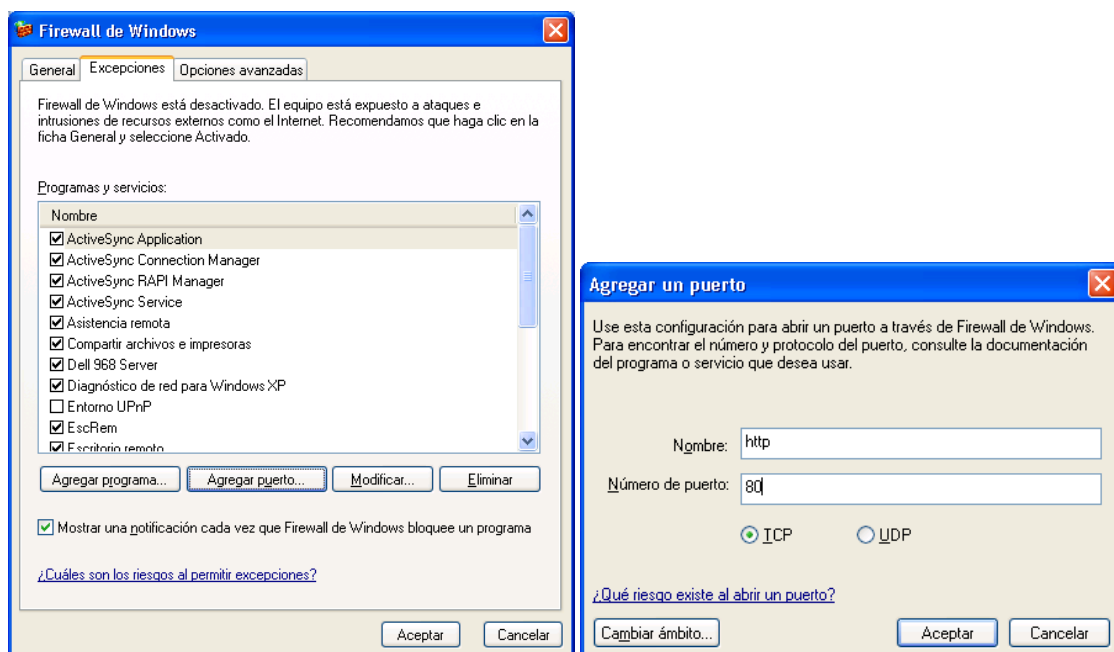 Firewall de Windows
General Excepciones Opciones avanzadas
Firewall de Windows está desactivado. El equipo está expuesto a ataques e
intrusiones de recursos externos como el Internet. Recomendamos que haga clic en la
ficha General y seleccione Activado.
Programas y servicios:
Nombre
ActiveSync Application
ActiveSync Connection Manager
ActiveSync RAPI Manager
ActiveSync Service
Asistencia remota
Compartir archivos e impresoras
Dell 968 Server
Diagnóstico de red para Windows XP
Entorno UPnP
EscRem
Escritorio remoto
Agregar programa... Agregar puerto... Modificar... Eliminar
Mostrar una notificación cada vez que Firewall de Windows bloquee un programa
¿Cuáles son los riesgos al permitir excepciones?
Aceptar Cancelar
Agregar un puerto
Use esta configuración para abrir un puerto a través de Firewall de Windows.
Para encontrar el número y protocolo del puerto, consulte la documentación
del programa o servicio que desea usar.
Nombre: http
Número de puerto: 80
TCP UDP
¿Qué riesgo existe al abrir un puerto?
Cambiar ámbito... Aceptar Cancelar